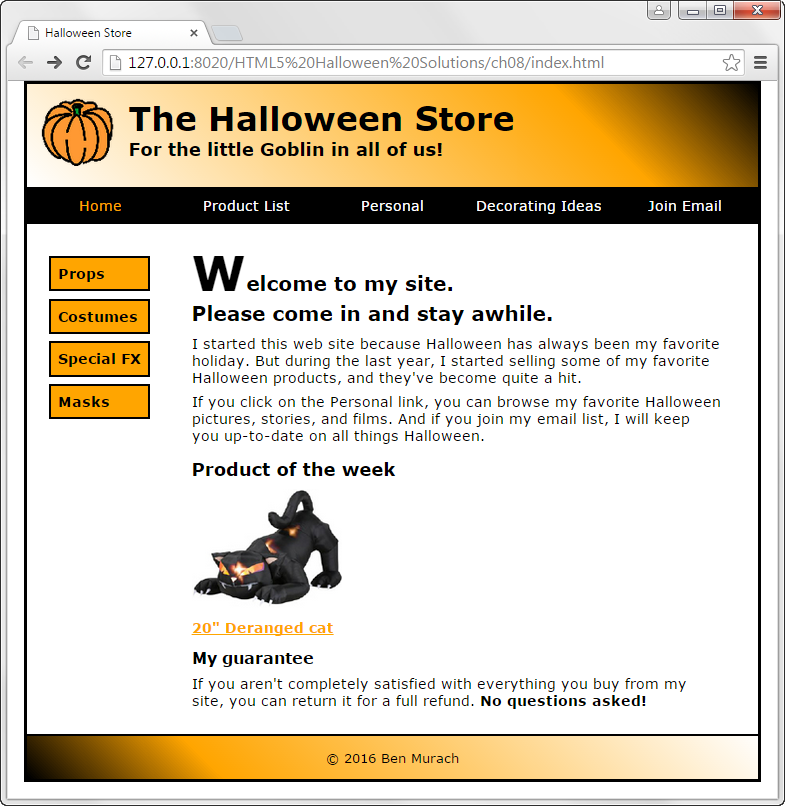 Halloween Store
127.0.0.1:8020/HTML5%20Halloween%20Solutions/ch08/index.html
The Halloween Store
For the little Goblin in all of us!
Home Product List Personal Decorating Ideas Join Email
Props
Costumes
Special FX
Masks
Welcome to my site.
Please come in and stay awhile.
I started this web site because Halloween has always been my favorite
holiday. But during the last year, I started selling some of my favorite
Halloween products, and they've become quite a hit.
If you click on the Personal link, you can browse my favorite Halloween
pictures, stories, and films. And if you join my email list, I will keep
you up-to-date on all things Halloween.
Product of the week
20" Deranged cat
My guarantee
If you aren't completely satisfied with everything you buy from my
site, you can return it for a full refund. No questions asked!
© 2016 Ben Murach